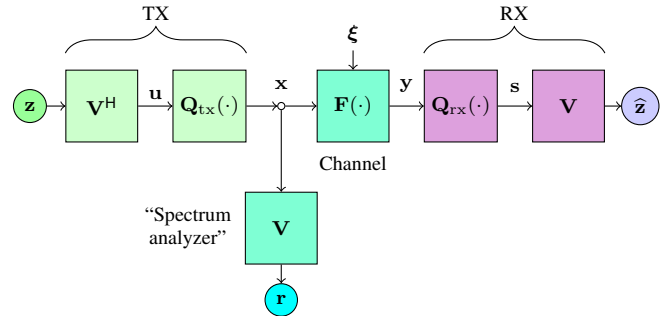 TX
RX
ξ
z
V^H
u
Q_tx(·)
x
F(·)
y
Q_rx(·)
s
V
ẑ
Channel
“Spectrum
analyzer”
V
r